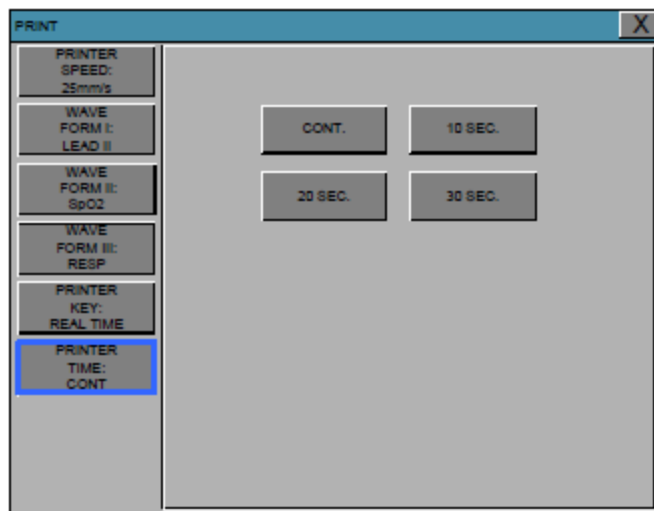 PRINT X
PRINTER
SPEED:
25mm/s
WAVE
FORM I:
LEAD II
WAVE
FORM II:
SpO2
WAVE
FORM III:
RESP
PRINTER
KEY:
REAL TIME
PRINTER
TIME:
CONT
CONT. 10 SEC.
20 SEC. 30 SEC.